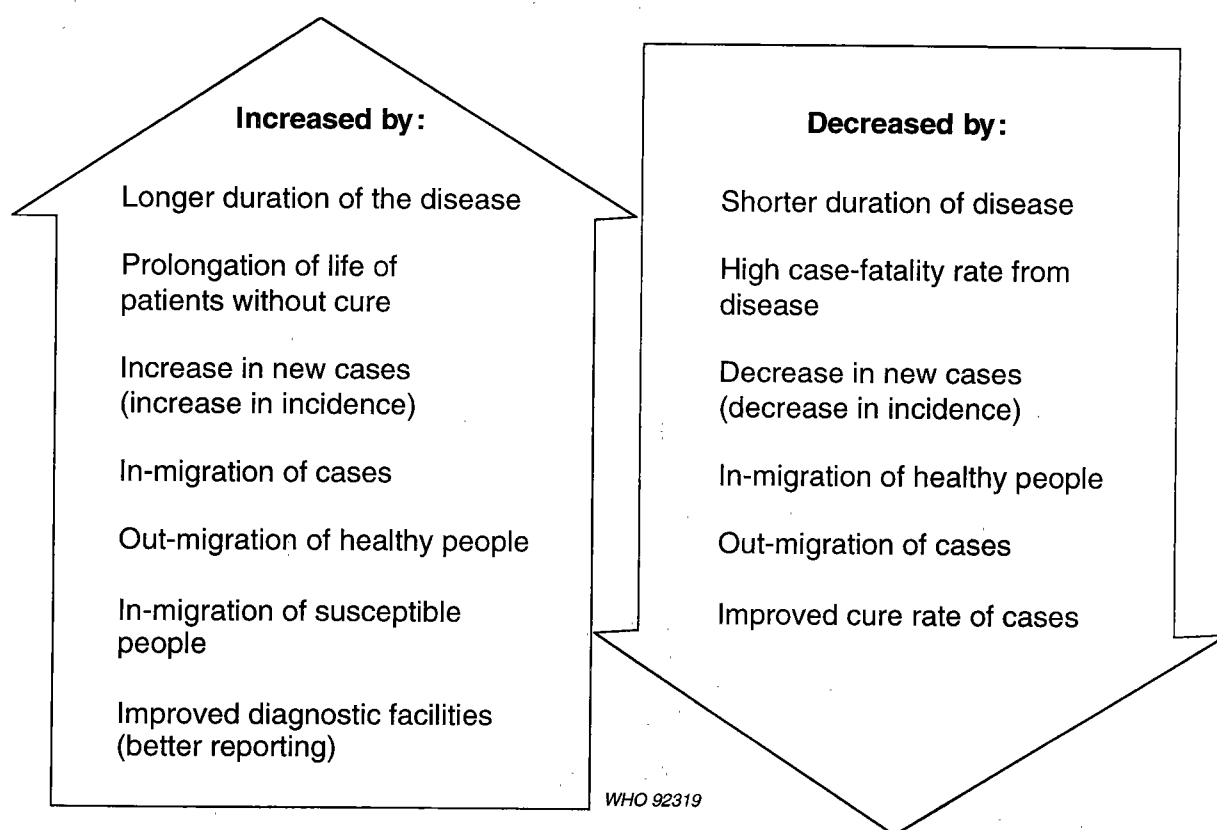 Increased by:
Longer duration of the disease
Prolongation of life of
patients without cure
Increase in new cases
(increase in incidence)
In-migration of cases
Out-migration of healthy people
In-migration of susceptible
people
Improved diagnostic facilities
(better reporting)
Decreased by:
Shorter duration of disease
High case-fatality rate from
disease
Decrease in new cases
(decrease in incidence)
In-migration of healthy people
Out-migration of cases
Improved cure rate of cases
WHO 92319